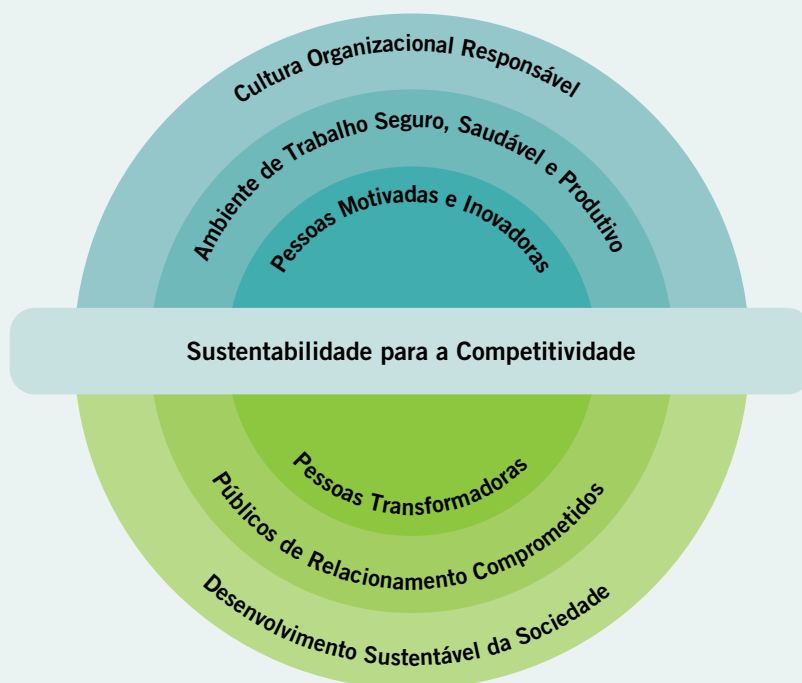 Cultura Organizacional Responsável
Ambiente de Trabalho Seguro, Saudável e Produtivo
Pessoas Motivadas e Inovadoras
Sustentabilidade para a Competitividade
Pessoas Transformadoras
Públicos de Relacionamento Comprometidos
Desenvolvimento Sustentável da Sociedade